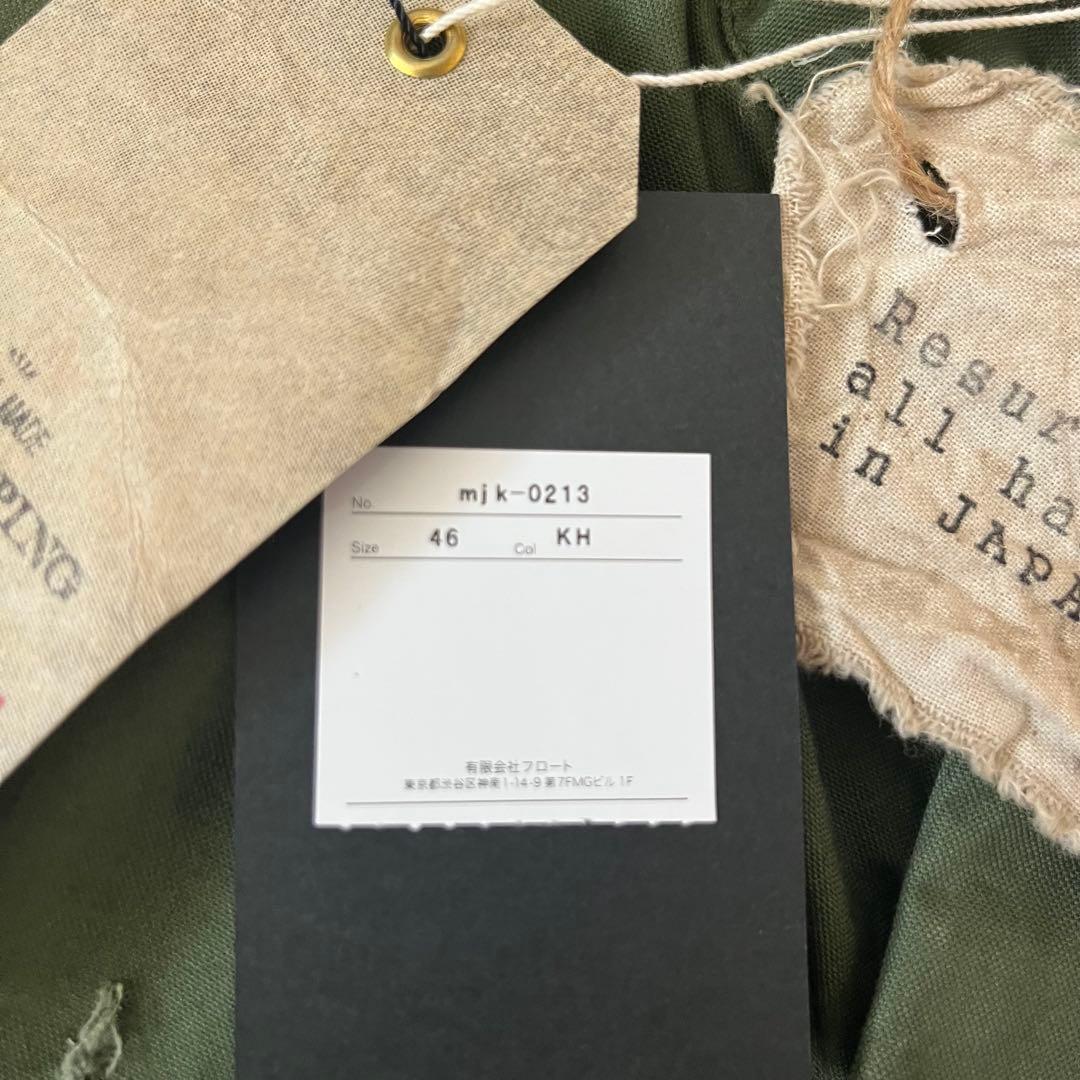 MADE
PING
No. mjk-0213
Size 46 Col KH
有限会社フロート
東京都渋谷区神南1-14-9 第7FMGビル 1F
Resur
all ha
in JAPA